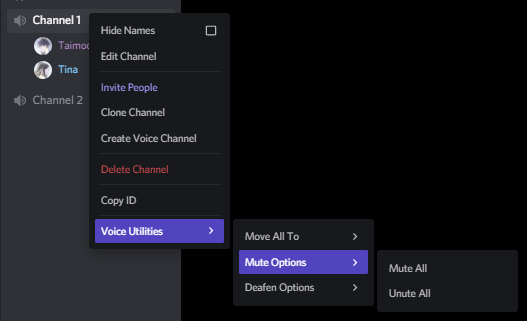 Channel 1
Taimo
Tina
Channel 2
Hide Names
Edit Channel
Invite People
Clone Channel
Create Voice Channel
Delete Channel
Copy ID
Voice Utilities
Move All To
Mute Options
Deafen Options
Mute All
Unute All